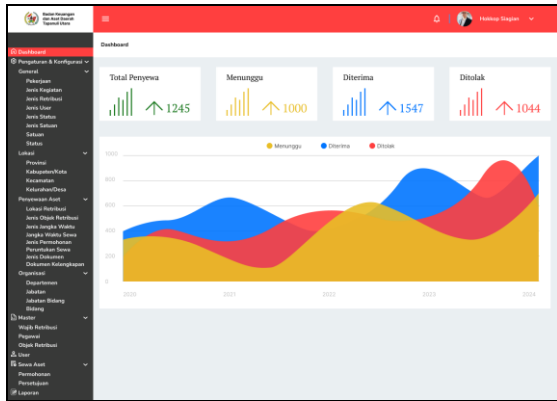 Badan Keuangan
dan Aset Daerah
Tapanuli Utara
Hokkop Siagian
Dashboard
Pengaturan & Konfigurasi
General
Pekerjaan
Jenis Kegiatan
Jenis Retribusi
Jenis User
Jenis Status
Jenis Satuan
Satuan
Status
Lokasi
Provinsi
Kabupaten/Kota
Kecamatan
Kelurahan/Desa
Penyewaan Aset
Lokasi Retribusi
Jenis Objek Retribusi
Jenis Jangka Waktu
Jangka Waktu Sewa
Jenis Permohonan
Peruntukan Sewa
Jenis Dokumen
Dokumen Kelengkapan
Organisasi
Departemen
Jabatan
Jabatan Bidang
Bidang
Master
Wajib Retribusi
Pegawai
Objek Retribusi
User
Sewa Aset
Permohonan
Persetujuan
Laporan
Dashboard
Total Penyewa
1245
Menunggu
1000
Diterima
1547
Ditolak
1044
Menunggu Diterima Ditolak
1000
800
600
400
200
0
2020 2021 2022 2023 2024